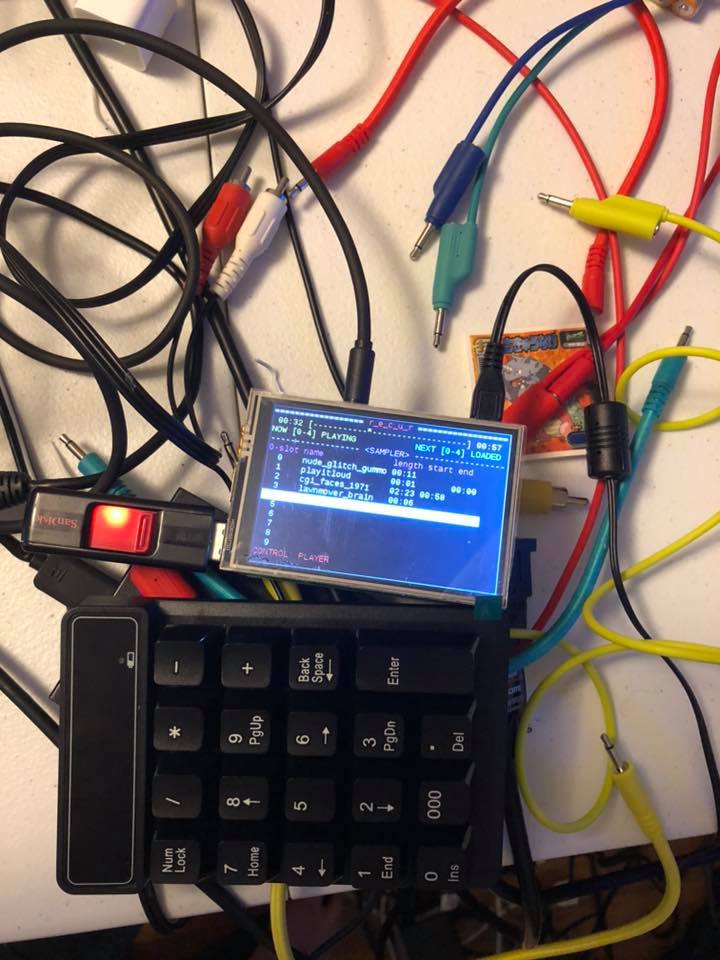 r_e_c_u_r
00:32 [ ] 00:57
NOW [0-4] PLAYING NEXT [0-4] LOADED
<SAMPLER>
0-slot name length start end
0 nude_glitch_gummo 00:11
1 playitloud 00:01 00:00
2 cgi_faces_1971 02:23 00:58
3 lawnmover_brain 00:06
5
6
7
8
9
CONTROL PLAYER
SanDisk
- + Back Space ← Enter
* 9 PgUp 6 → 3 PgDn . Del
/ 8 ↑ 5 2 ↓ 000
Num Lock 7 Home 4 ← 1 End 0 Ins